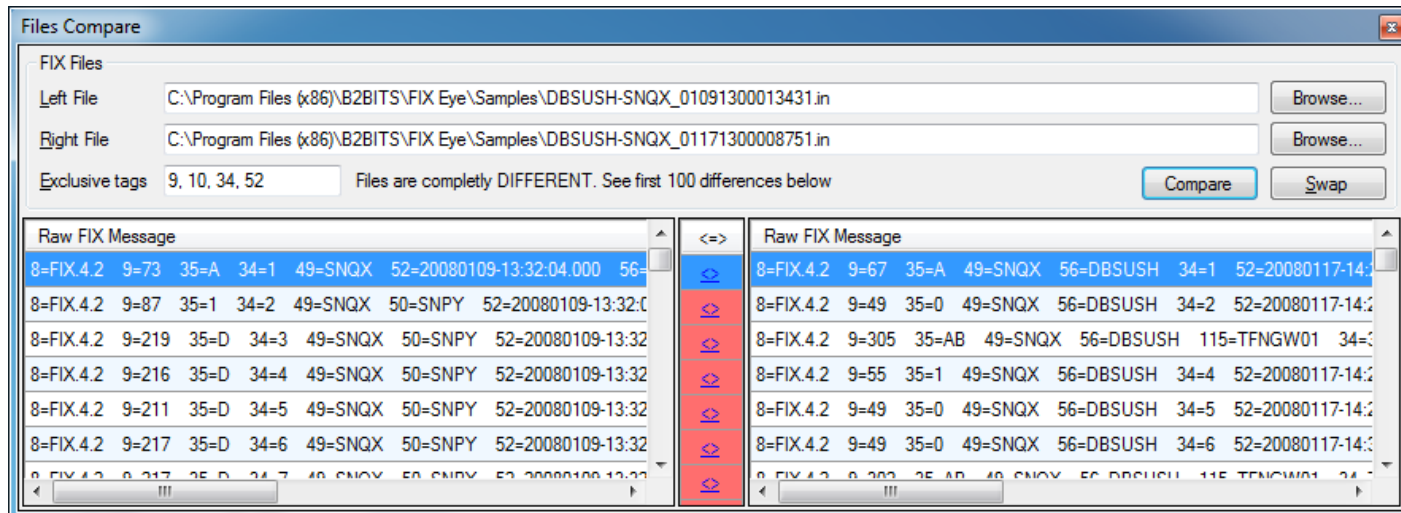 Files Compare
FIX Files
Left File C:\Program Files (x86)\B2BITS\FIX Eye\Samples\DBSUSH-SNQX_01091300013431.in Browse...
Right File C:\Program Files (x86)\B2BITS\FIX Eye\Samples\DBSUSH-SNQX_01171300008751.in Browse...
Exclusive tags 9, 10, 34, 52 Files are completly DIFFERENT. See first 100 differences below Compare Swap
Raw FIX Message <=> Raw FIX Message
8=FIX.4.2 9=73 35=A 34=1 49=SNQX 52=20080109-13:32:04.000 56= <> 8=FIX.4.2 9=67 35=A 49=SNQX 56=DBSUSH 34=1 52=20080117-14:2
8=FIX.4.2 9=87 35=1 34=2 49=SNQX 50=SNPY 52=20080109-13:32:0 <> 8=FIX.4.2 9=49 35=0 49=SNQX 56=DBSUSH 34=2 52=20080117-14:2
8=FIX.4.2 9=219 35=D 34=3 49=SNQX 50=SNPY 52=20080109-13:32 <> 8=FIX.4.2 9=305 35=AB 49=SNQX 56=DBSUSH 115=TFNGW01 34=3
8=FIX.4.2 9=216 35=D 34=4 49=SNQX 50=SNPY 52=20080109-13:32 <> 8=FIX.4.2 9=55 35=1 49=SNQX 56=DBSUSH 34=4 52=20080117-14:2
8=FIX.4.2 9=211 35=D 34=5 49=SNQX 50=SNPY 52=20080109-13:32 <> 8=FIX.4.2 9=49 35=0 49=SNQX 56=DBSUSH 34=5 52=20080117-14:2
8=FIX.4.2 9=217 35=D 34=6 49=SNQX 50=SNPY 52=20080109-13:32 <> 8=FIX.4.2 9=49 35=0 49=SNQX 56=DBSUSH 34=6 52=20080117-14:3
<>